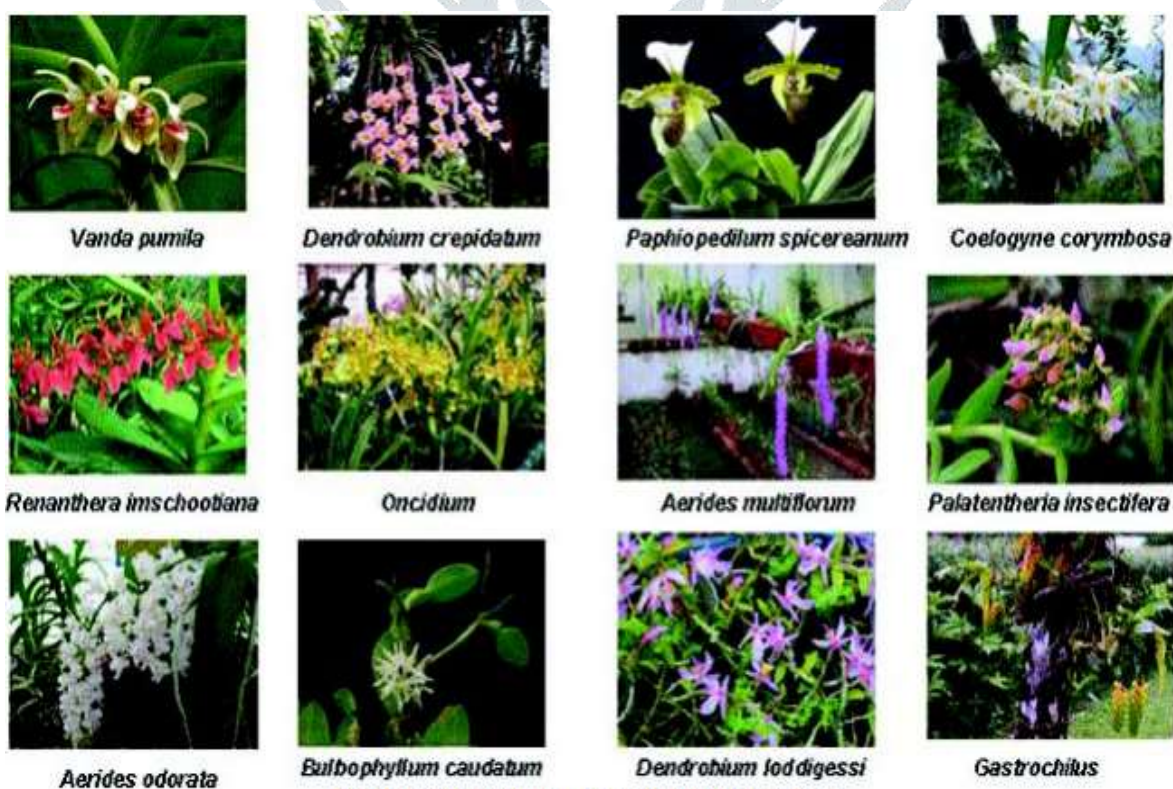 Vanda pumila
Dendrobium crepidatum
Paphiopedilum spicereanum
Coelogyne corymbosa
Renanthera imschootiana
Oncidium
Aerides multiflorum
Palatentheria insectifera
Aerides odorata
Bulbophyllum caudatum
Dendrobium loddigessi
Gastrochilus